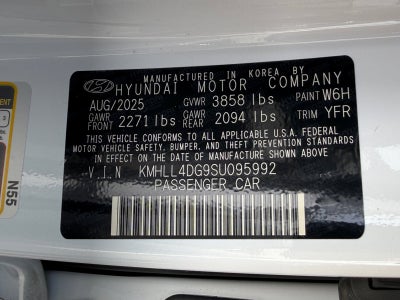 MANUFACTURED IN KOREA BY
HYUNDAI MOTOR COMPANY
AUG/2025 GVWR 3858 lbs PAINT W6H
GAWR FRONT 2271 lbs GAWR REAR 2094 lbs TRIM YFR
THIS VEHICLE CONFORMS TO ALL APPLICABLE U.S.A. FEDERAL
MOTOR VEHICLE SAFETY, BUMPER, AND THEFT PREVENTION STANDARDS
IN EFFECT ON THE DATE OF MANUFACTURE SHOWN ABOVE.
V.I.N KMHLL4DG9SU095992
PASSENGER CAR
N55